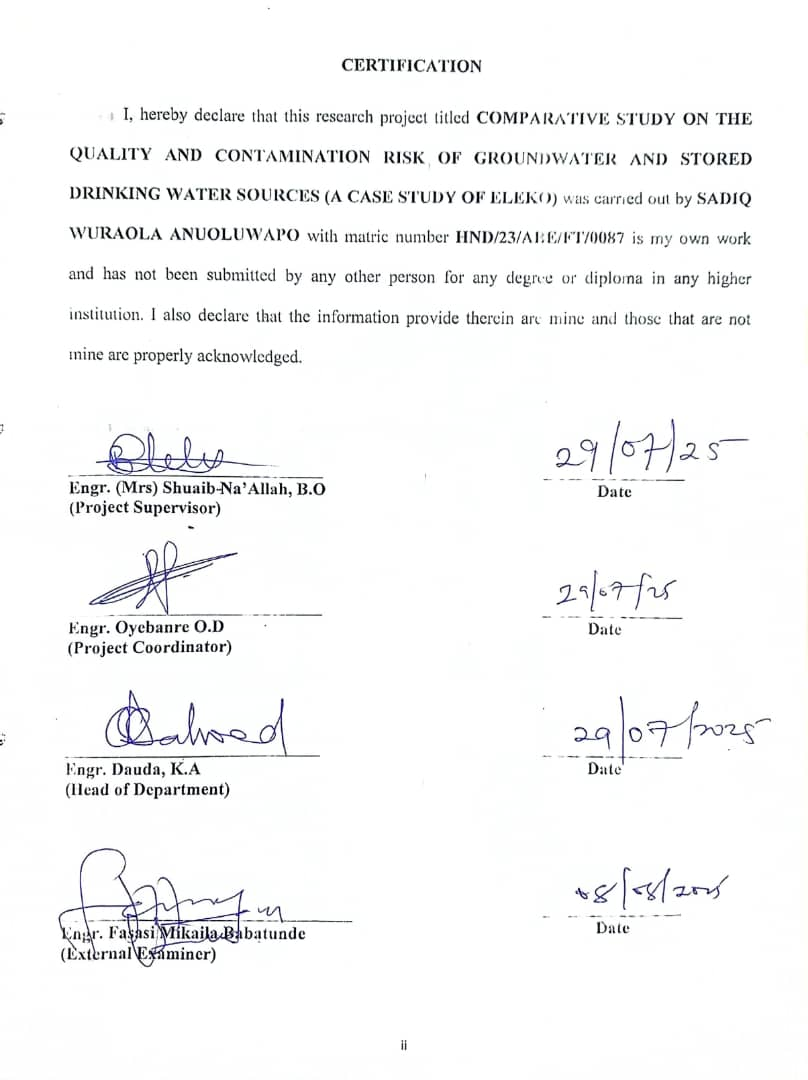 CERTIFICATION
I, hereby declare that this research project titled COMPARATIVE STUDY ON THE
QUALITY AND CONTAMINATION RISK OF GROUNDWATER AND STORED
DRINKING WATER SOURCES (A CASE STUDY OF ELEKO) was carried out by SADIQ
WURAOLA ANUOLUWAPO with matric number HND/23/ABE/FT/0087 is my own work
and has not been submitted by any other person for any degree or diploma in any higher
institution. I also declare that the information provide therein are mine and those that are not
mine are properly acknowledged.
29/07/25
Engr. (Mrs) Shuaib-Na'Allah, B.O
Date
(Project Supervisor)
29/07/25
Engr. Oyebanre O.D
Date
(Project Coordinator)
29/07/2025
Engr. Dauda, K.A
Date
(Head of Department)
08/08/2025
Engr. Fasasi Mikaila Babatunde
Date
(External Examiner)
ii